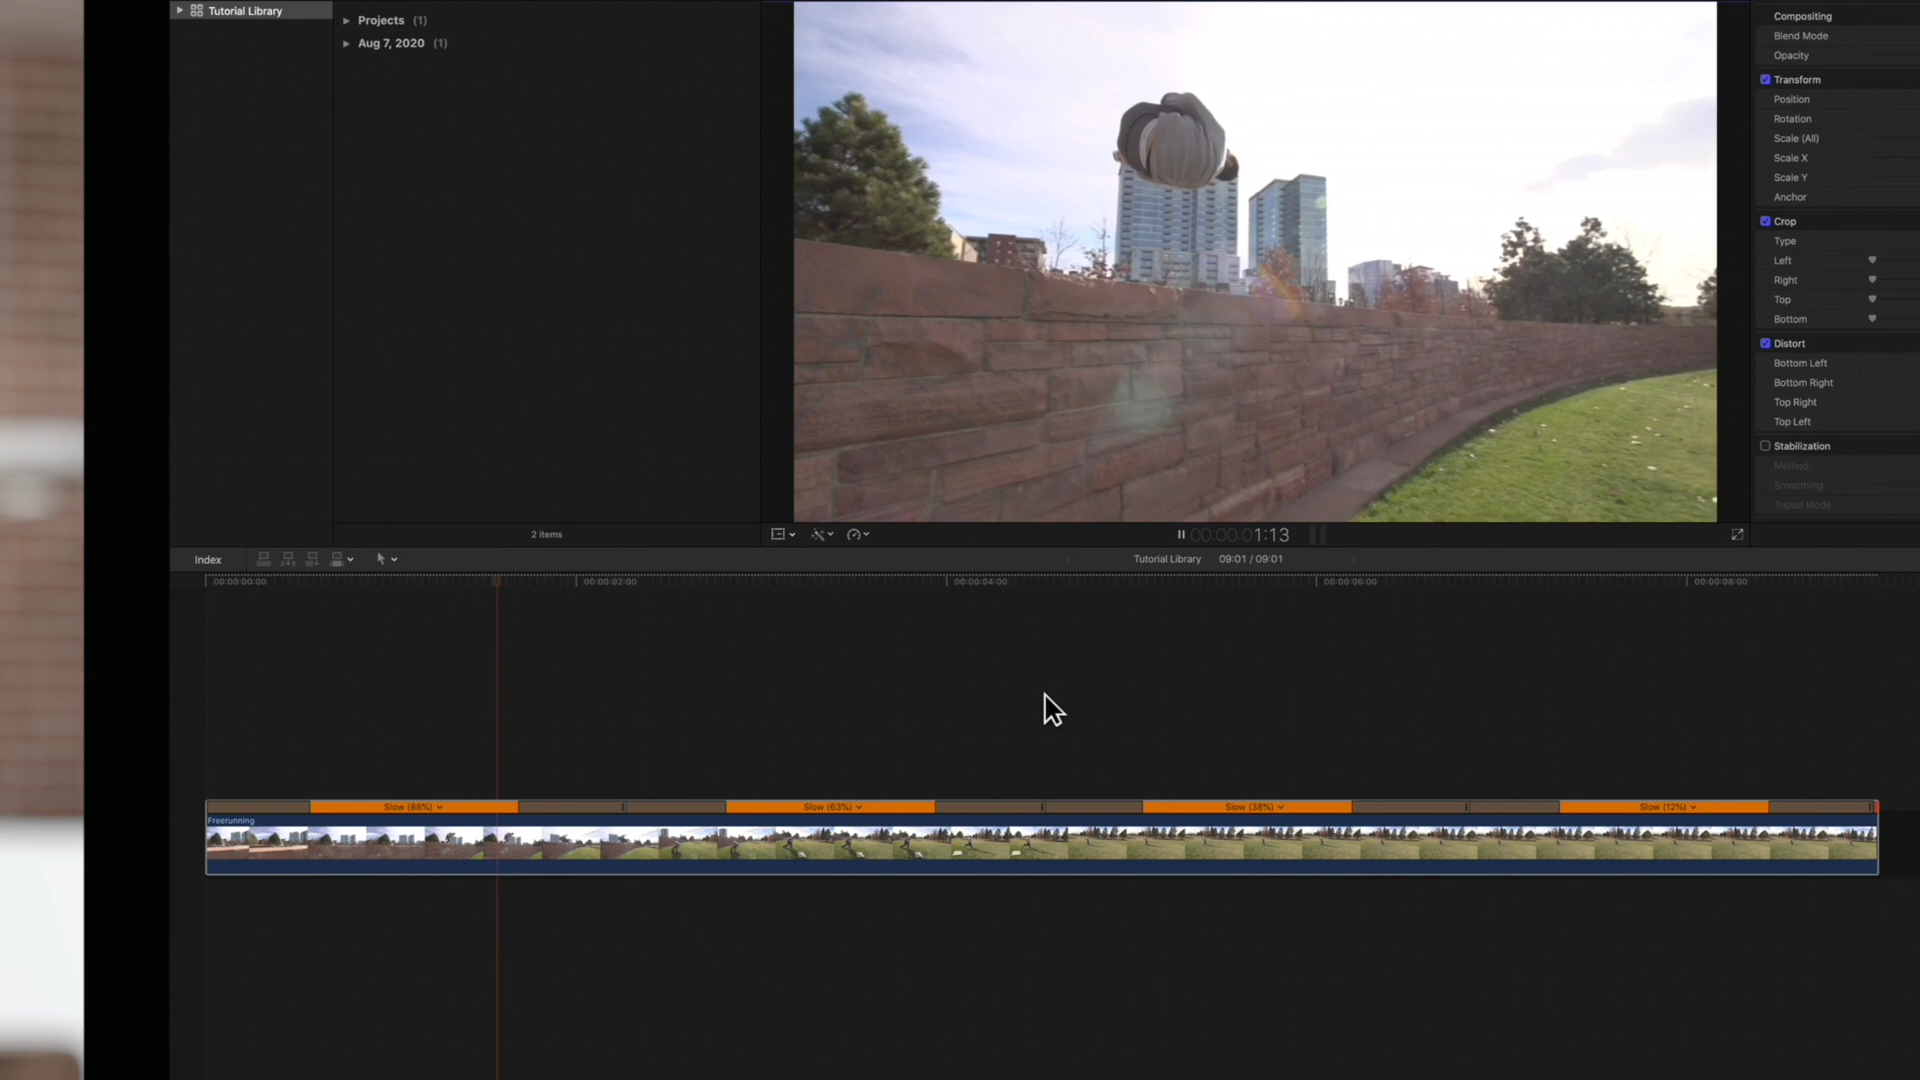 Tutorial Library
Projects (1)
Aug 7, 2020 (1)
2 items
00:00:00:01:13
Compositing
Blend Mode
Opacity
Transform
Position
Rotation
Scale (All)
Scale X
Scale Y
Anchor
Crop
Type
Left
Right
Top
Bottom
Distort
Bottom Left
Bottom Right
Top Right
Top Left
Stabilization
Method
Smoothing
Tripod Mode
Index
Tutorial Library 09:01 / 09:01
00:00:00:00 00:00:02:00 00:00:04:00 00:00:06:00 00:00:08:00
Slow (88%) Slow (63%) Slow (38%) Slow (12%)
Freerunning